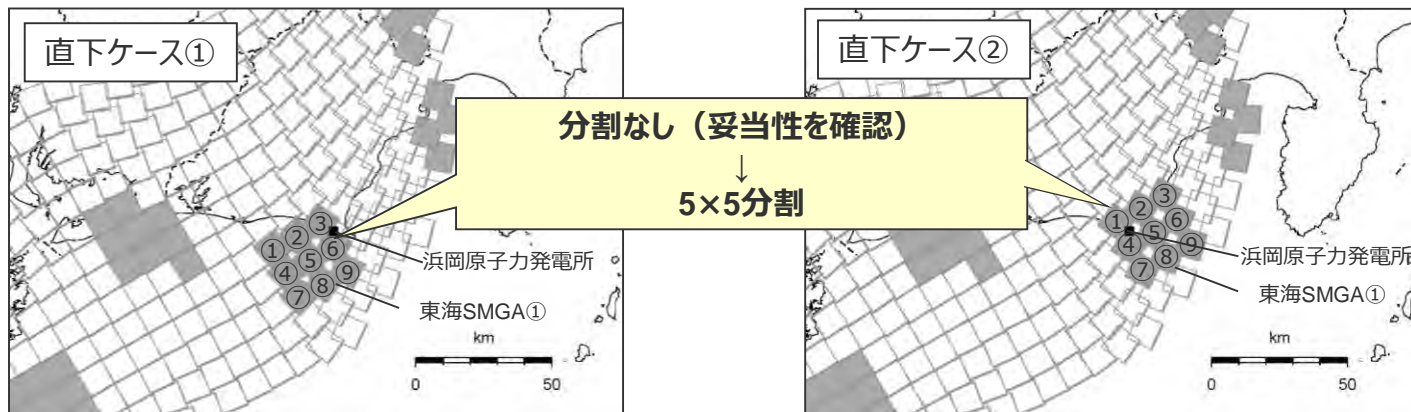 直下ケース①
分割なし（妥当性を確認）
↓
5×5分割
③
②
①
⑥
⑤
④
⑨
⑧
⑦
浜岡原子力発電所
東海SMGA①
km
0
50
直下ケース②
③
②
①
⑥
⑤
④
⑨
⑧
⑦
浜岡原子力発電所
東海SMGA①
km
0
50